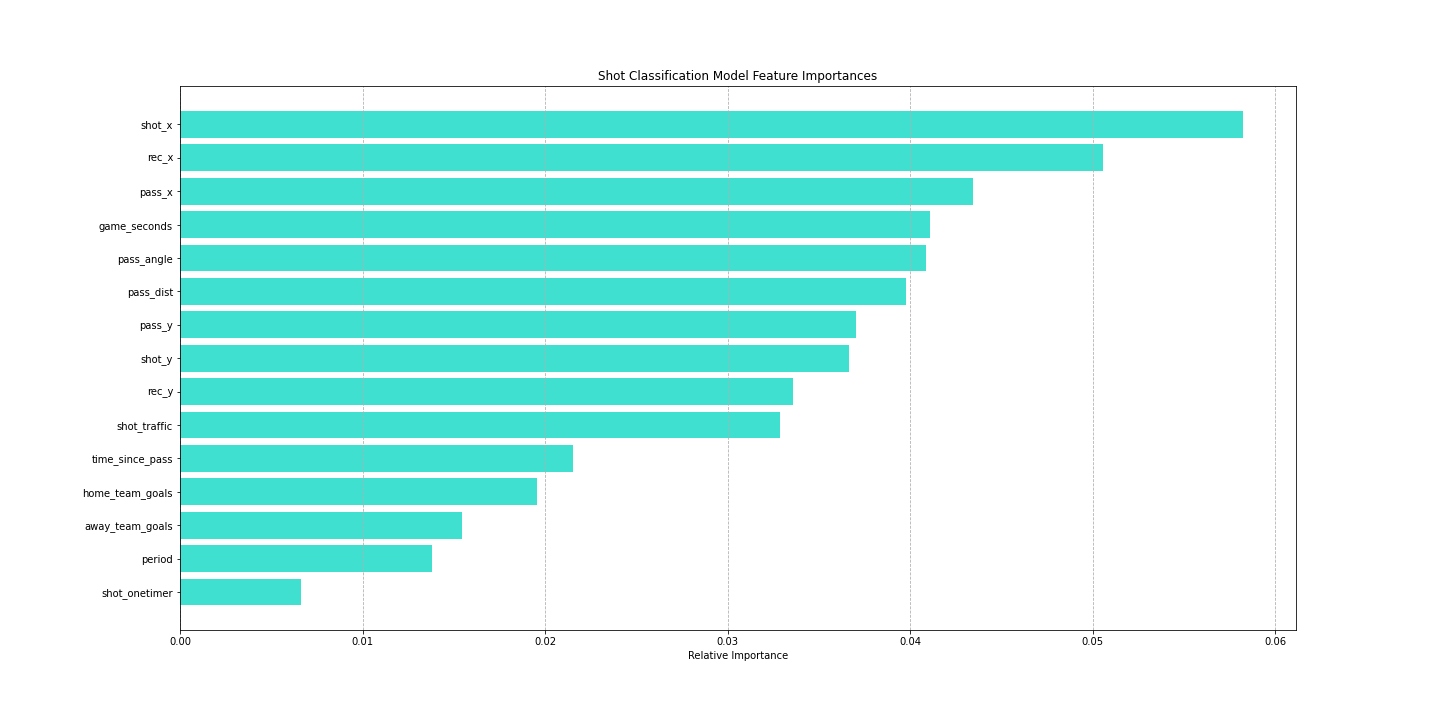 Shot Classification Model Feature Importances
shot_x
rec_x
pass_x
game_seconds
pass_angle
pass_dist
pass_y
shot_y
rec_y
shot_traffic
time_since_pass
home_team_goals
away_team_goals
period
shot_onetimer
0.00 0.01 0.02 0.03 0.04 0.05 0.06
Relative Importance